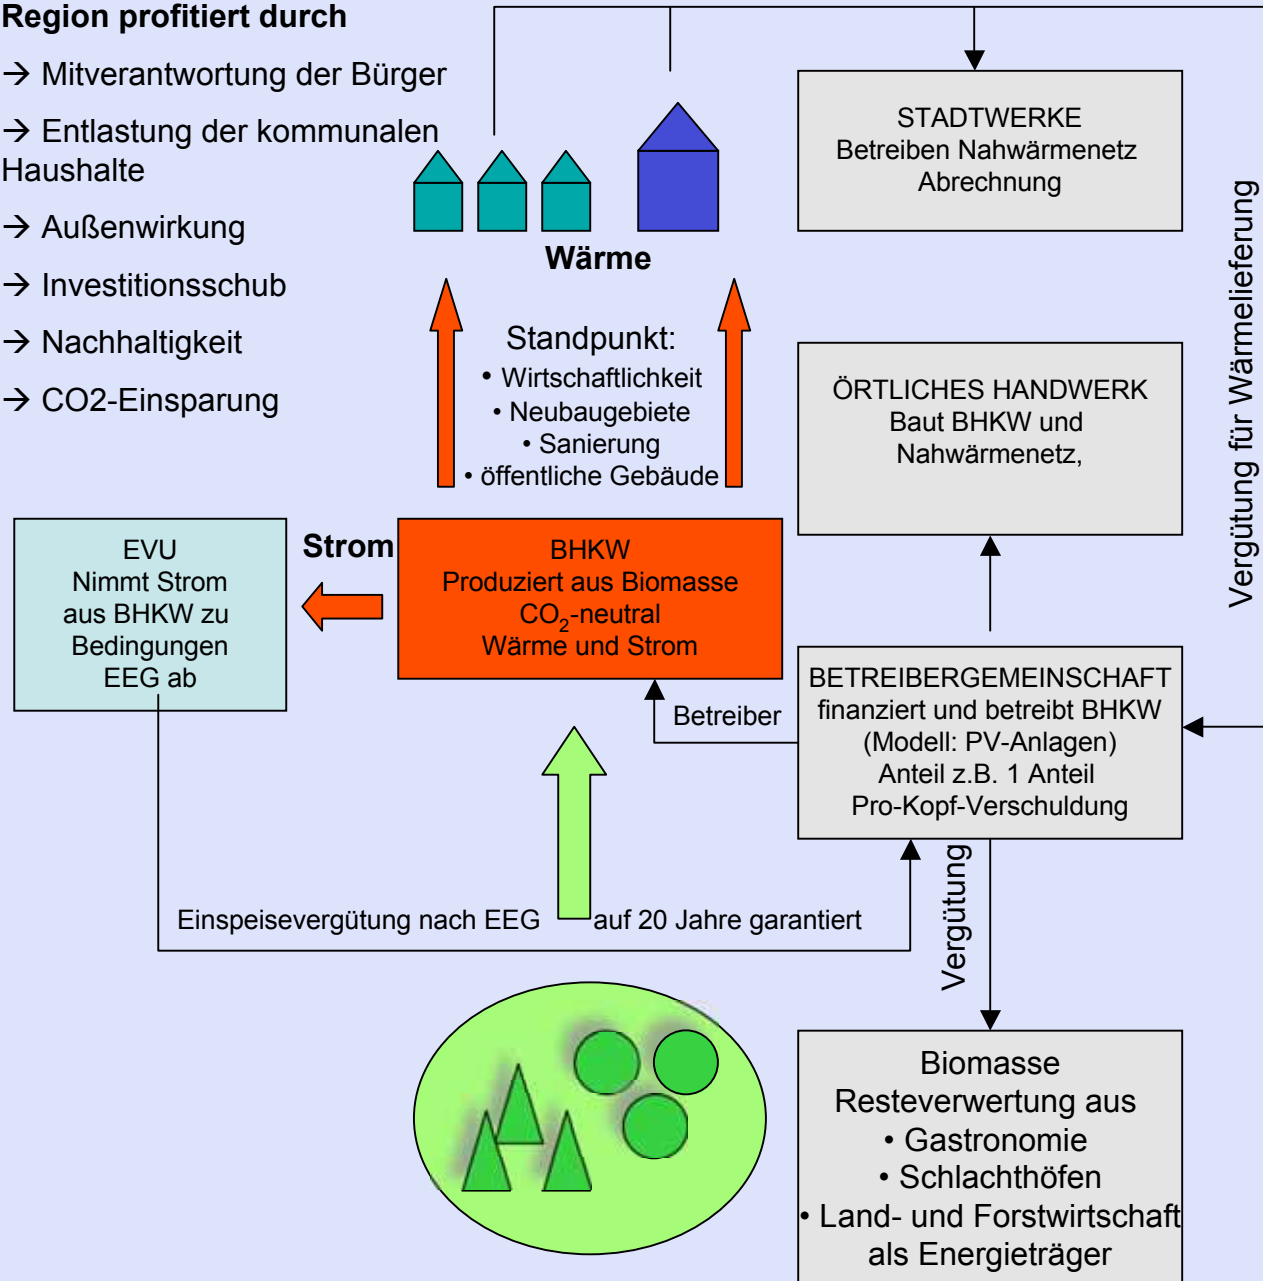 Region profitiert durch
→ Mitverantwortung der Bürger
→ Entlastung der kommunalen
Haushalte
→ Außenwirkung
→ Investitionsschub
→ Nachhaltigkeit
→ CO2-Einsparung
Wärme
Standpunkt:
• Wirtschaftlichkeit
• Neubaugebiete
• Sanierung
• öffentliche Gebäude
STADTWERKE
Betreiben Nahwärmenetz
Abrechnung
Vergütung für Wärmelieferung
ÖRTLICHES HANDWERK
Baut BHKW und
Nahwärmenetz,
EVU
Nimmt Strom
aus BHKW zu
Bedingungen
EEG ab
Strom
BHKW
Produziert aus Biomasse
CO₂-neutral
Wärme und Strom
Betreiber
BETREIBERGEMEINSCHAFT
finanziert und betreibt BHKW
(Modell: PV-Anlagen)
Anteil z.B. 1 Anteil
Pro-Kopf-Verschuldung
Einspeisevergütung nach EEG auf 20 Jahre garantiert
Vergütung
Biomasse
Resteverwertung aus
• Gastronomie
• Schlachthöfen
• Land- und Forstwirtschaft
als Energieträger